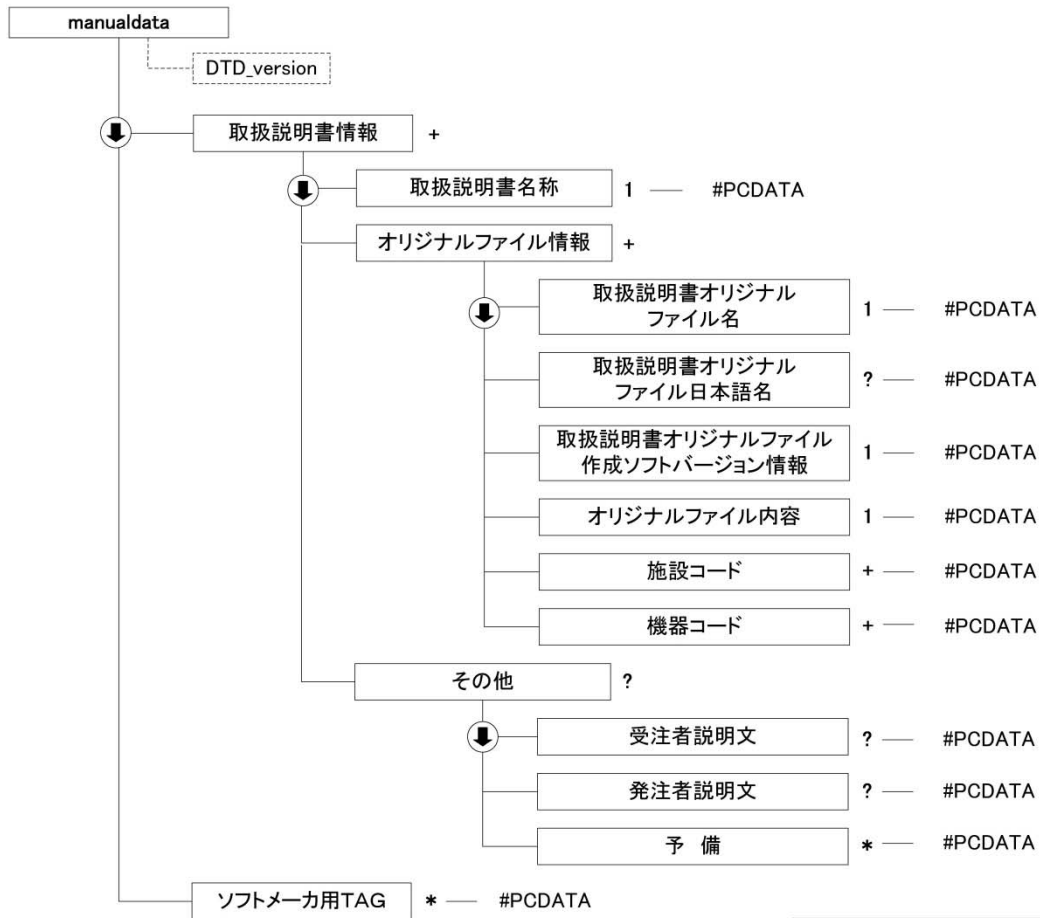 manualdata
DTD_version
取扱説明書情報 +
取扱説明書名称 1 #PCDATA
オリジナルファイル情報 +
取扱説明書オリジナル
ファイル名 1 #PCDATA
取扱説明書オリジナル
ファイル日本語名 ? #PCDATA
取扱説明書オリジナルファイル
作成ソフトバージョン情報 1 #PCDATA
オリジナルファイル内容 1 #PCDATA
施設コード + #PCDATA
機器コード + #PCDATA
その他 ?
受注者説明文 ? #PCDATA
発注者説明文 ? #PCDATA
予 備 * #PCDATA
ソフトメーカ用TAG * #PCDATA